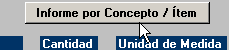 Informe por Concepto / Ítem
Cantidad Unidad de Medida